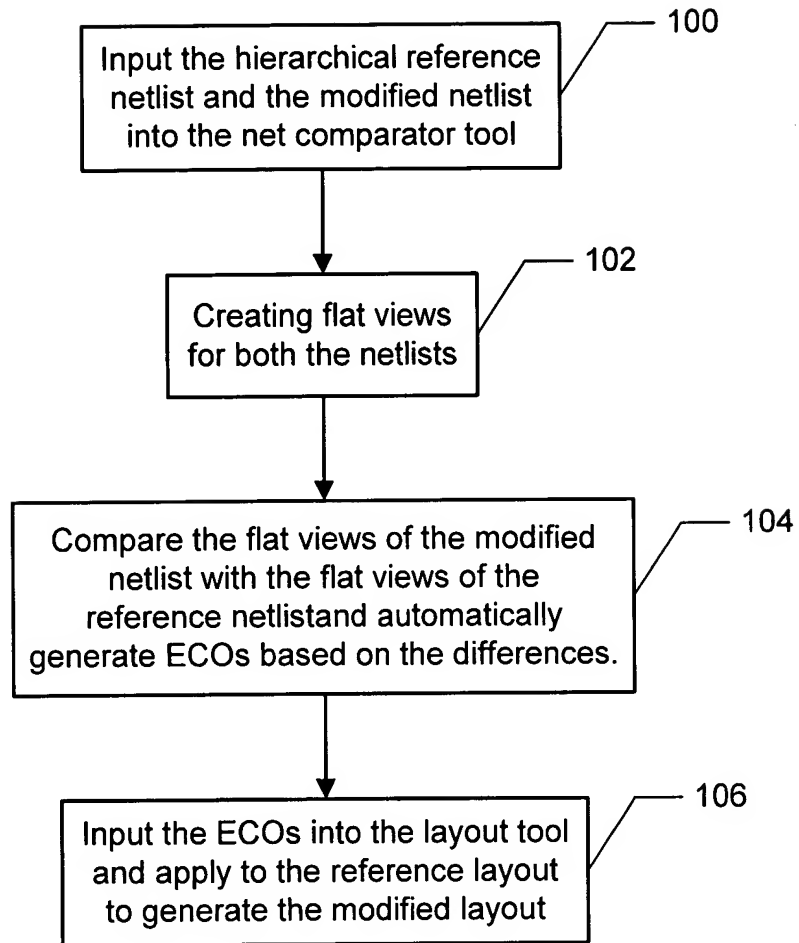 100
Input the hierarchical reference
netlist and the modified netlist
into the net comparator tool
102
Creating flat views
for both the netlists
104
Compare the flat views of the modified
netlist with the flat views of the
reference netlistand automatically
generate ECOs based on the differences.
106
Input the ECOs into the layout tool
and apply to the reference layout
to generate the modified layout